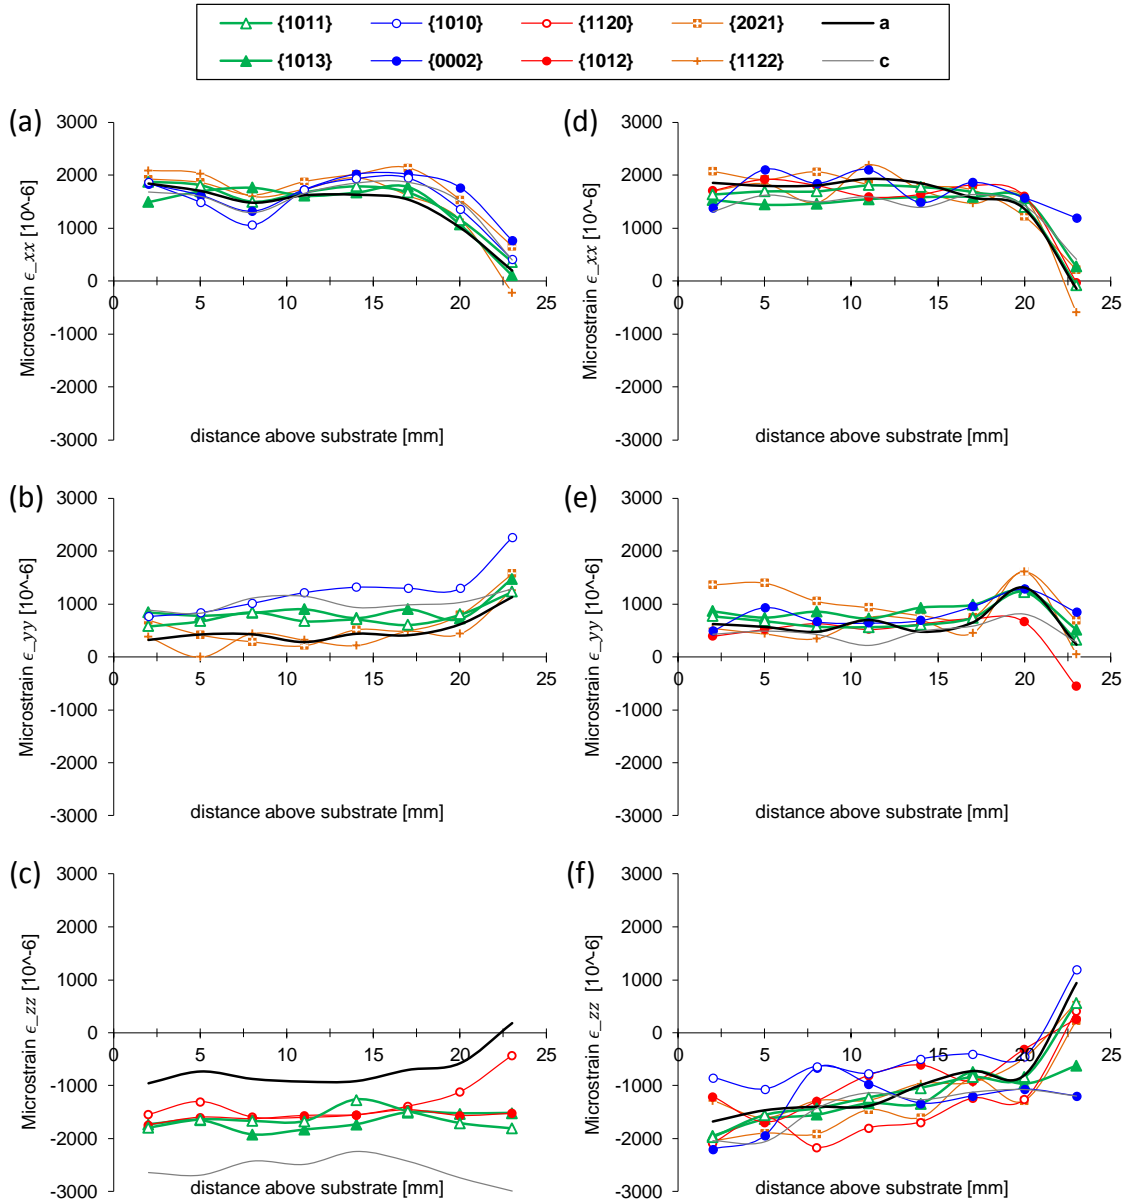 {1011} {1010} {1120} {2021} a
{1013} {0002} {1012} {1122} c
(a)
Microstrain ϵ_xx [10^-6]
3000
2000
1000
0
-1000
-2000
-3000
0 5 10 15 20 25
distance above substrate [mm]
(d)
Microstrain ϵ_xx [10^-6]
3000
2000
1000
0
-1000
-2000
-3000
0 5 10 15 20 25
distance above substrate [mm]
(b)
Microstrain ϵ_yy [10^-6]
3000
2000
1000
0
-1000
-2000
-3000
0 5 10 15 20 25
distance above substrate [mm]
(e)
Microstrain ϵ_yy [10^-6]
3000
2000
1000
0
-1000
-2000
-3000
0 5 10 15 20 25
distance above substrate [mm]
(c)
Microstrain ϵ_zz [10^-6]
3000
2000
1000
0
-1000
-2000
-3000
0 5 10 15 20 25
distance above substrate [mm]
(f)
Microstrain ϵ_zz [10^-6]
3000
2000
1000
0
-1000
-2000
-3000
0 5 10 15 20 25
distance above substrate [mm]